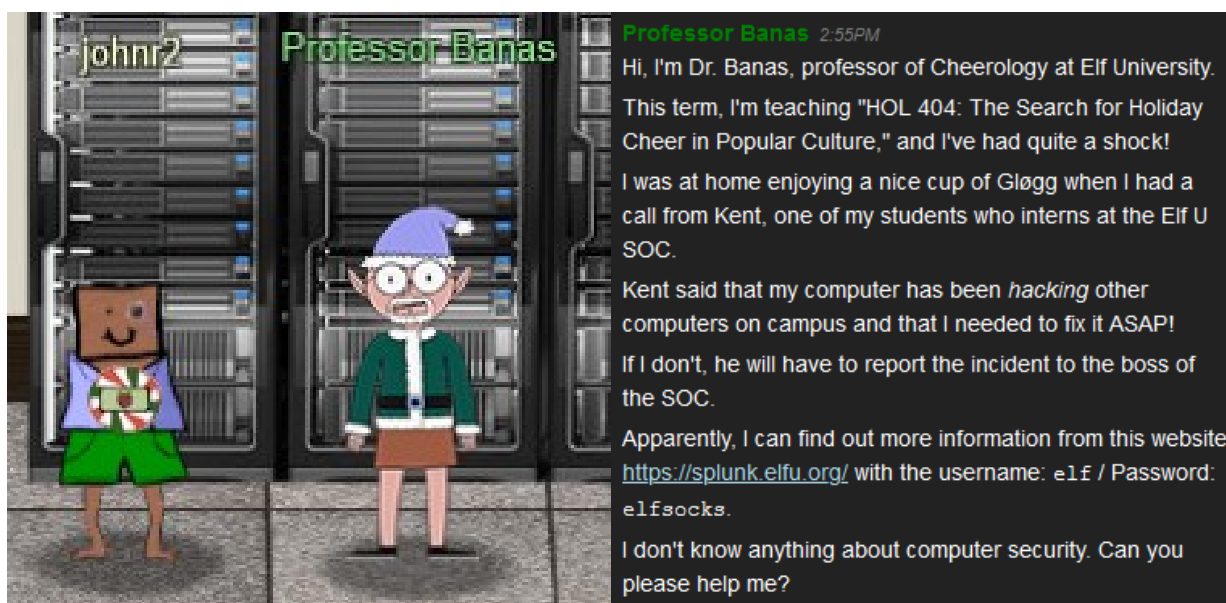 johnr2
Professor Banas
Professor Banas 2:55PM
Hi, I'm Dr. Banas, professor of Cheerology at Elf University.
This term, I'm teaching "HOL 404: The Search for Holiday
Cheer in Popular Culture," and I've had quite a shock!
I was at home enjoying a nice cup of Gløgg when I had a
call from Kent, one of my students who interns at the Elf U
SOC.
Kent said that my computer has been hacking other
computers on campus and that I needed to fix it ASAP!
If I don't, he will have to report the incident to the boss of
the SOC.
Apparently, I can find out more information from this website
https://splunk.elfu.org/ with the username: elf / Password:
elfsocks.
I don't know anything about computer security. Can you
please help me?